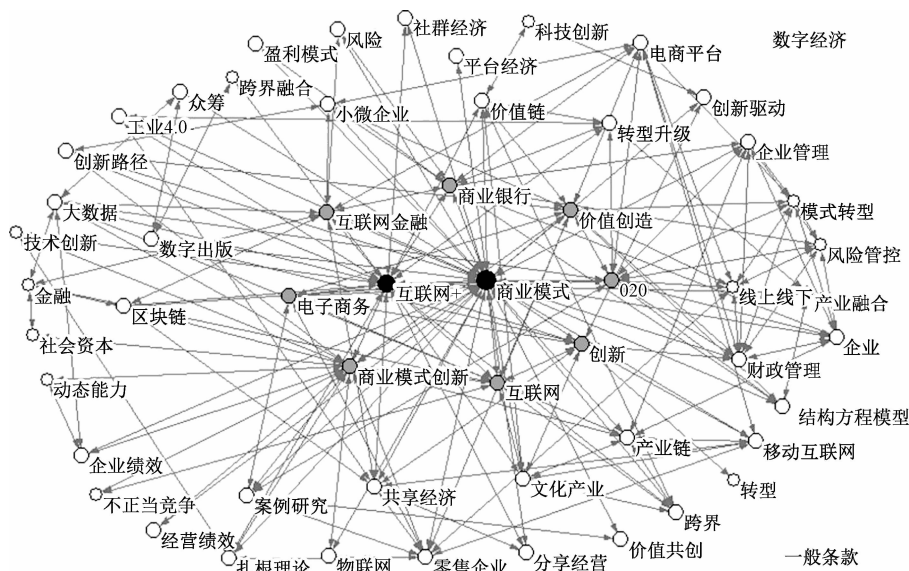 社群经济
科技创新
风险
数字经济
电商平台
盈利模式
平台经济
跨界融合
众筹
创新驱动
小微企业
价值链
工业4.0
转型升级
企业管理
创新路径
商业银行
大数据
模式转型
互联网金融
价值创造
技术创新
数字出版
风险管控
金融
互联网+
商业模式
020
线上线下
产业融合
电子商务
区块链
社会资本
创新
企业
财政管理
商业模式创新
动态能力
互联网
结构方程模型
产业链
移动互联网
企业绩效
转型
不正当竞争
案例研究
共享经济
文化产业
跨界
经营绩效
价值共创
一般条款
扎根理论
物联网
零售企业
分享经营